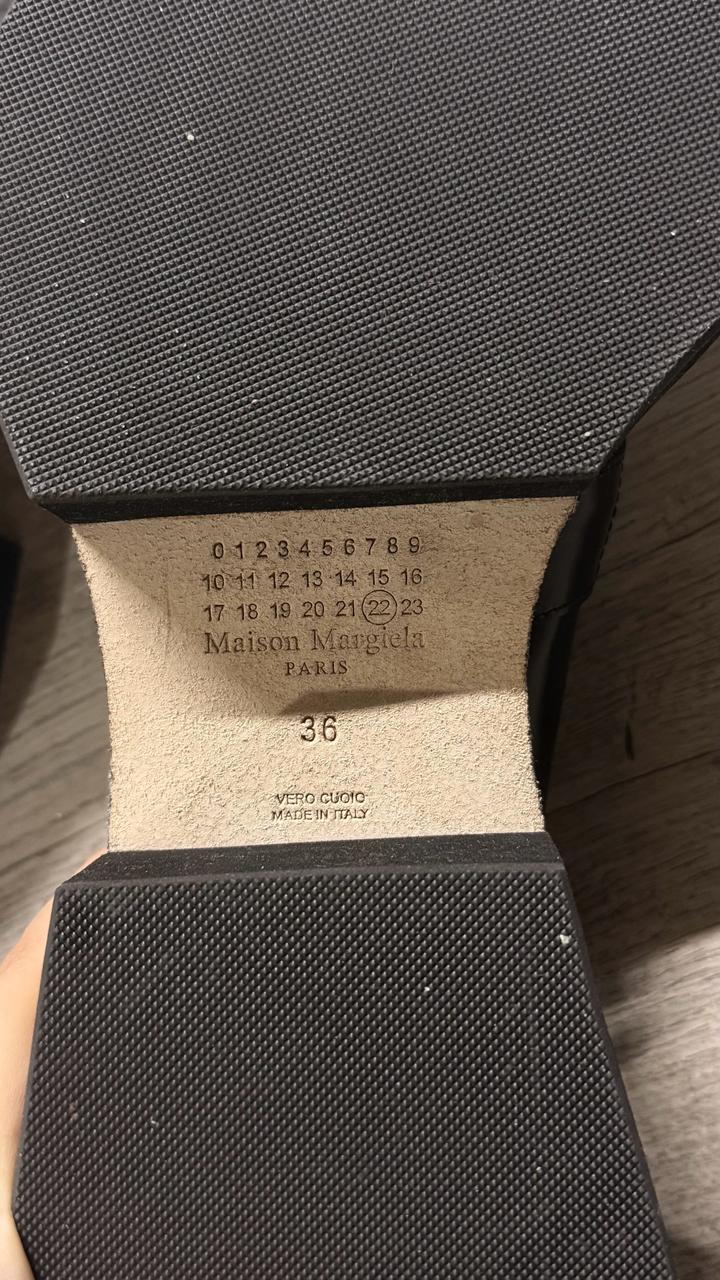 0 1 2 3 4 5 6 7 8 9
10 11 12 13 14 15 16
17 18 19 20 21 22 23
Maison Margiela
PARIS
36
VERO CUOIO
MADE IN ITALY